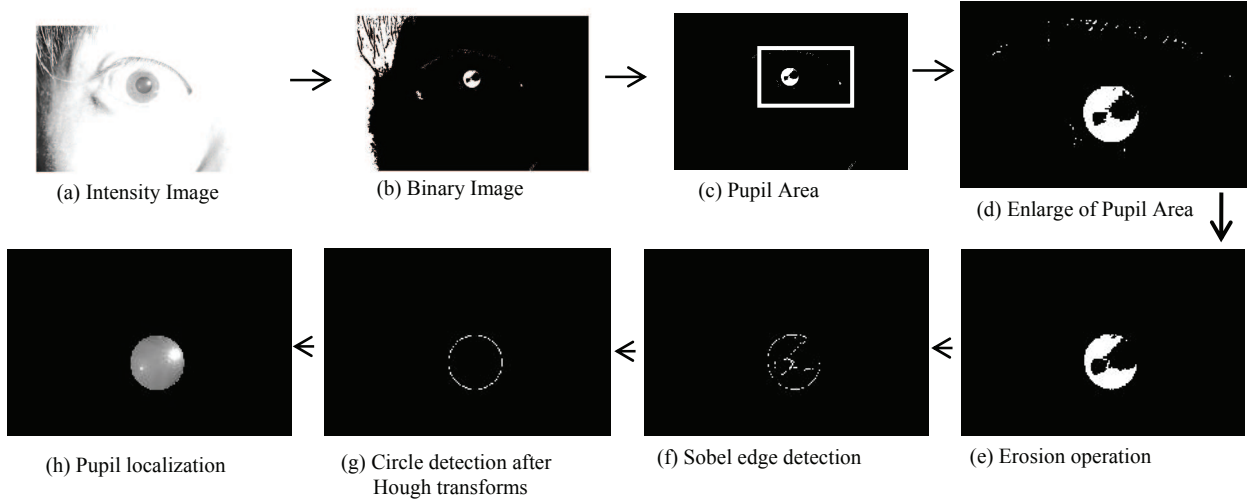 (a) Intensity Image
(b) Binary Image
(c) Pupil Area
(d) Enlarge of Pupil Area
(h) Pupil localization
(g) Circle detection after
Hough transforms
(f) Sobel edge detection
(e) Erosion operation